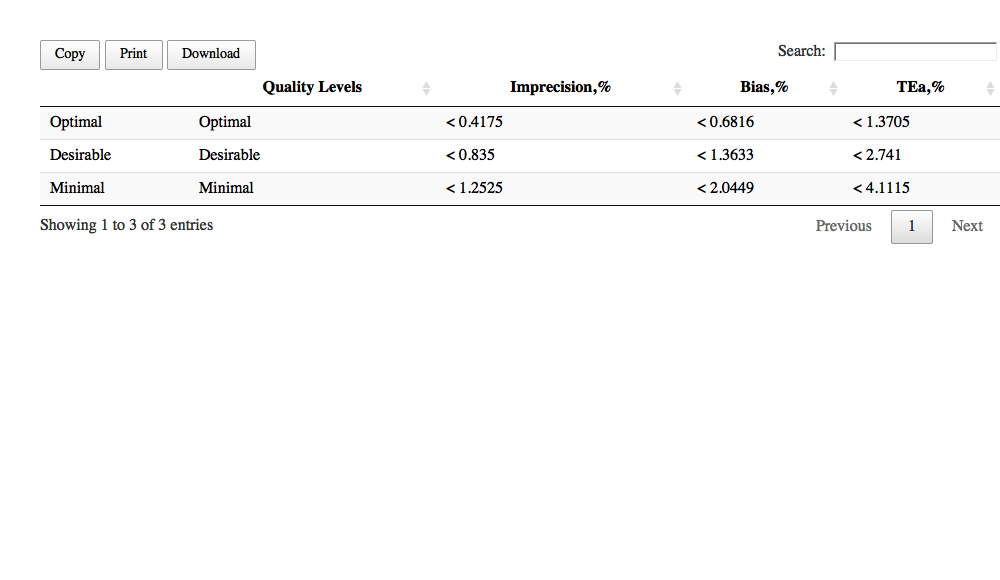 Copy Print Download Search:
Quality Levels Imprecision,% Bias,% TEa,%
Optimal Optimal < 0.4175 < 0.6816 < 1.3705
Desirable Desirable < 0.835 < 1.3633 < 2.741
Minimal Minimal < 1.2525 < 2.0449 < 4.1115
Showing 1 to 3 of 3 entries Previous 1 Next